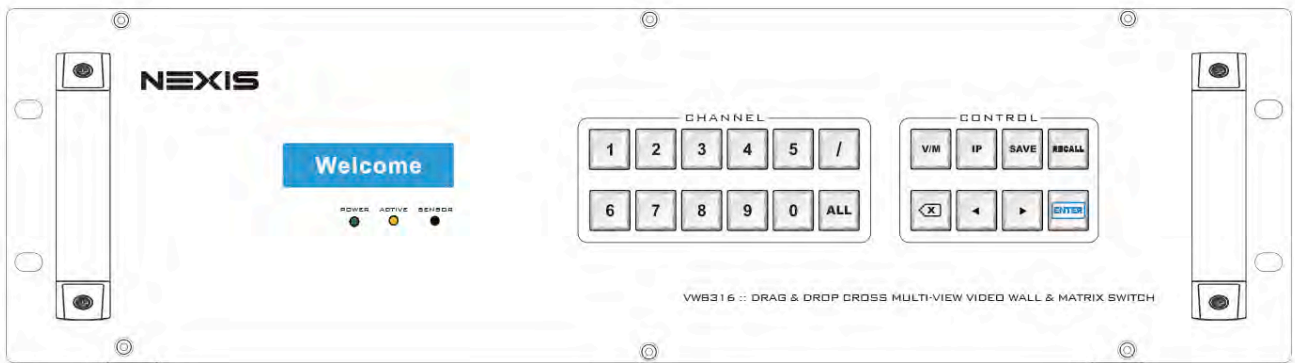 NEXIS
CHANNEL
CONTROL
1 2 3 4 5 /
V/M IP SAVE RECALL
Welcome
POWER ACTIVE SENSOR
6 7 8 9 0 ALL
X ◄ ► ENTER
VWB316 :: DRAG & DROP CROSS MULTI-VIEW VIDEO WALL & MATRIX SWITCH